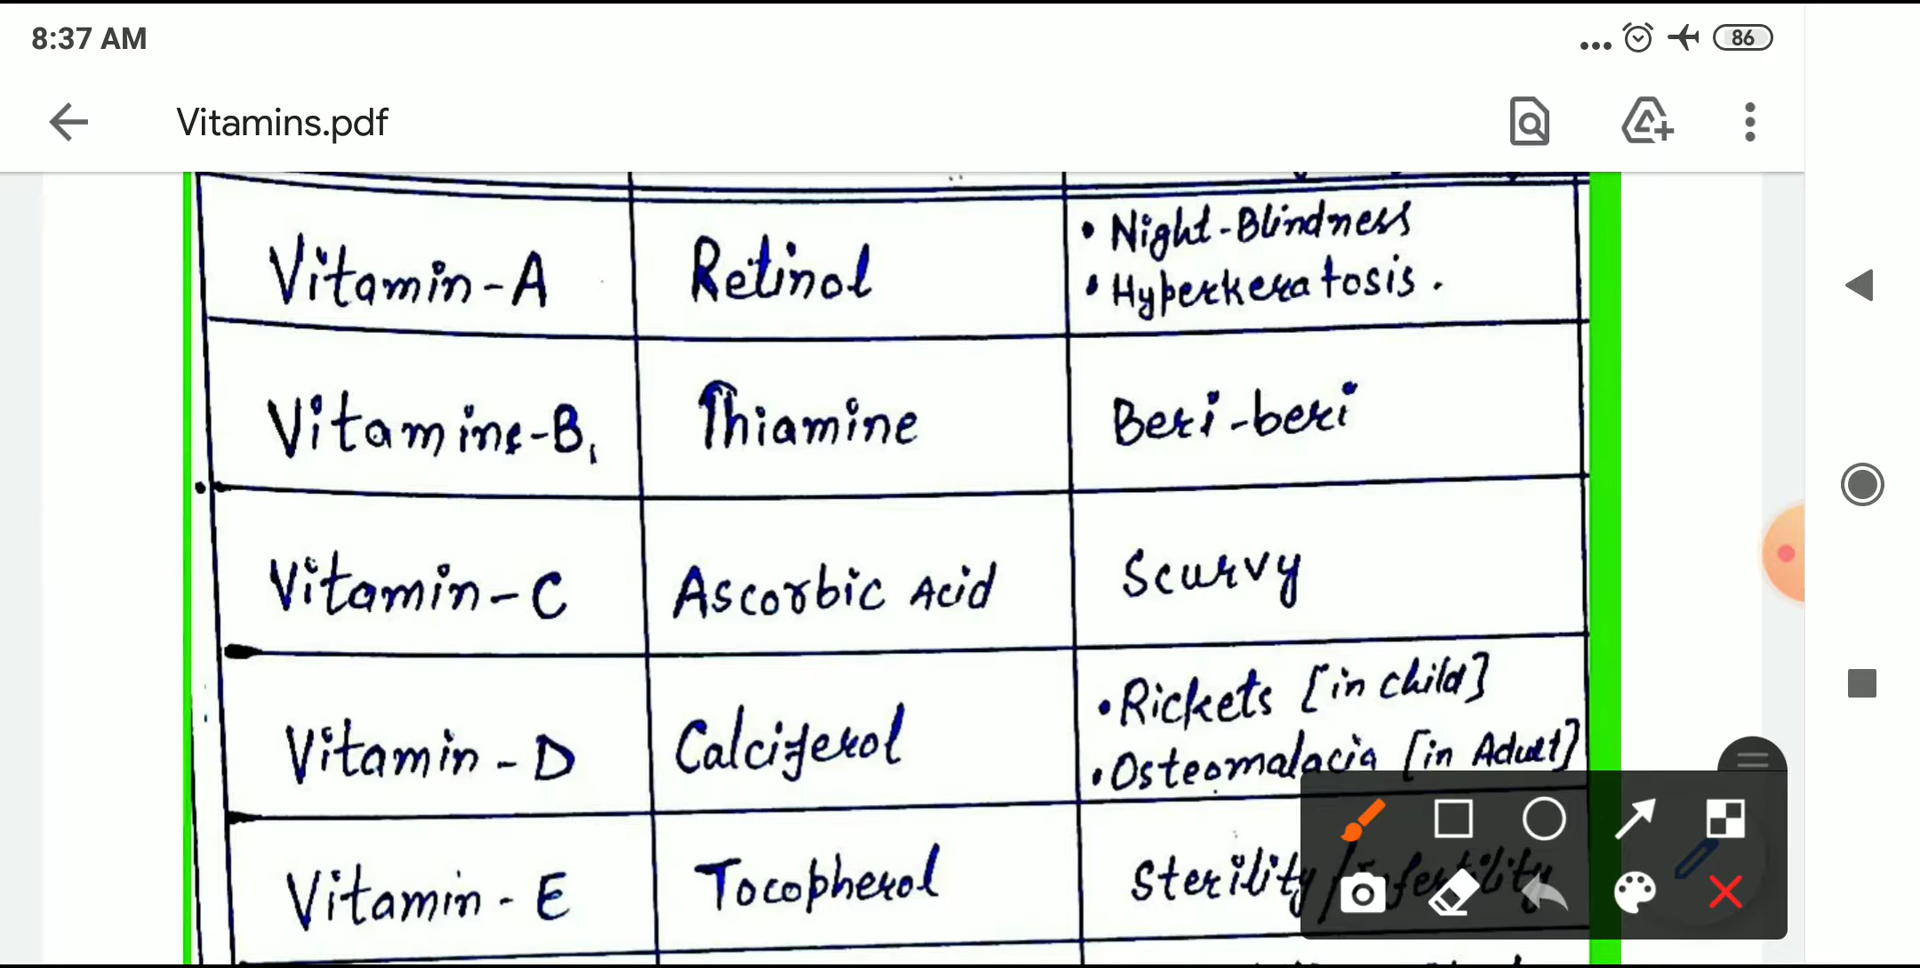 8:37 AM
86
Vitamins.pdf
Vitamin-A
Retinol
• Night-Blindness
• Hyperkeratosis.
Vitamine-B₁
Thiamine
Beri-beri
Vitamin-C
Ascorbic Acid
Scurvy
Vitamin-D
Calciferol
• Rickets [in child]
• Osteomalacia [in Adult]
Vitamin-E
Tocopherol
Sterility/Infertility